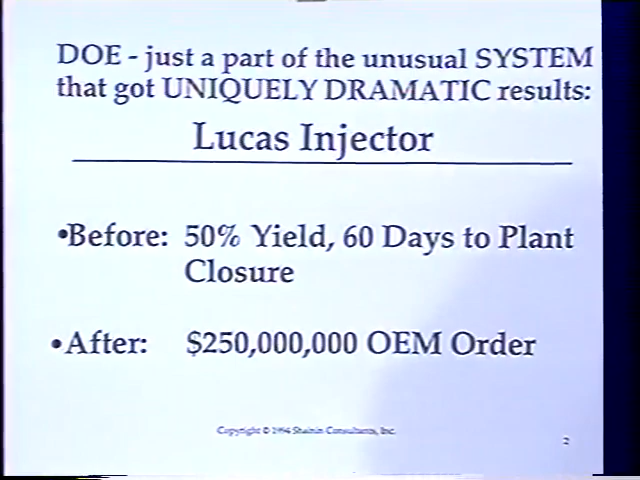 DOE - just a part of the unusual SYSTEM
that got UNIQUELY DRAMATIC results:
Lucas Injector
•Before: 50% Yield, 60 Days to Plant
Closure
•After: $250,000,000 OEM Order
Copyright © 1994 Shainin Consultants, Inc.
2